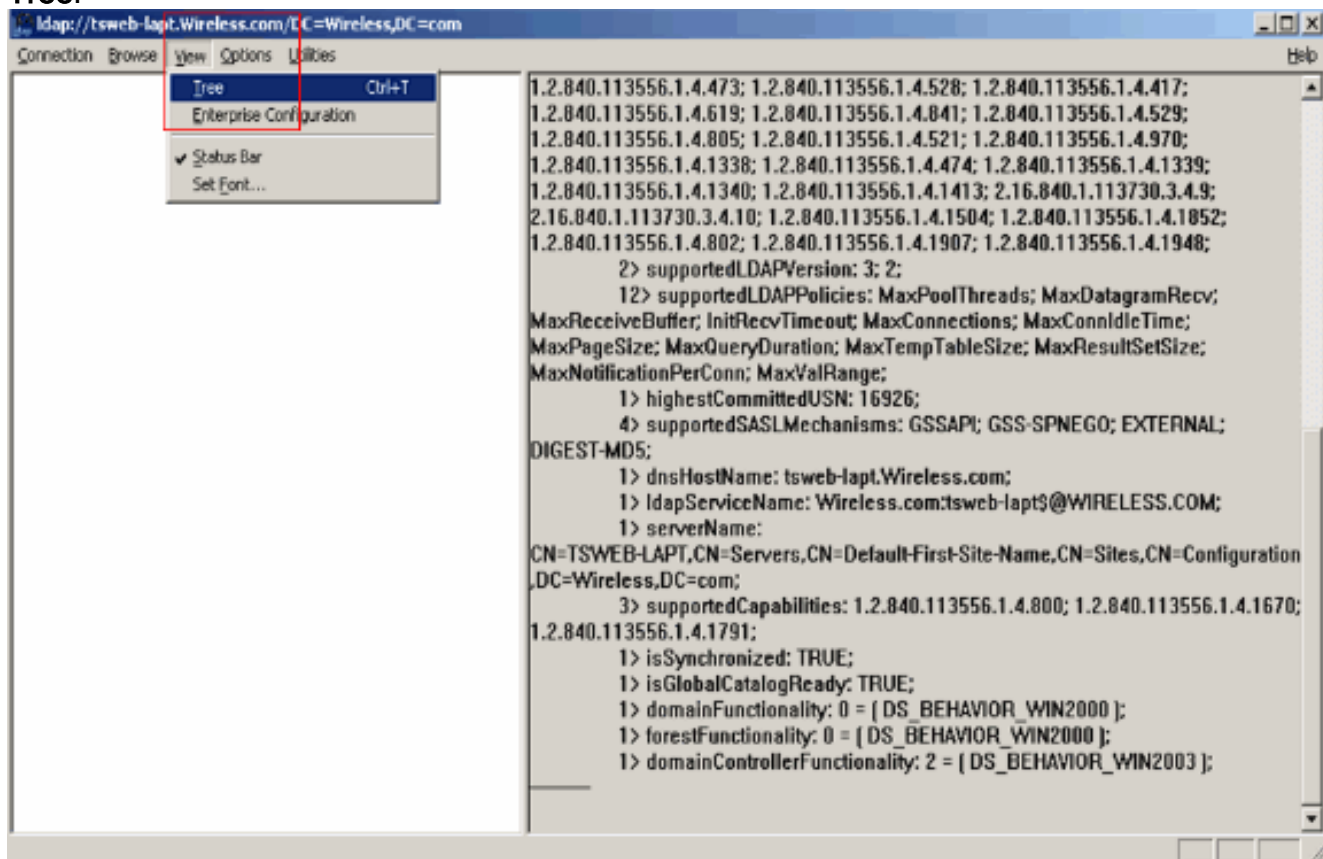 Tree.
ldap://tsweb-lapt.Wireless.com/DC=Wireless,DC=com
Connection Browse View Options Utilities Help
Tree Ctrl+T
Enterprise Configuration
Status Bar
Set Font...
1.2.840.113556.1.4.473; 1.2.840.113556.1.4.528; 1.2.840.113556.1.4.417;
1.2.840.113556.1.4.619; 1.2.840.113556.1.4.841; 1.2.840.113556.1.4.529;
1.2.840.113556.1.4.805; 1.2.840.113556.1.4.521; 1.2.840.113556.1.4.970;
1.2.840.113556.1.4.1338; 1.2.840.113556.1.4.474; 1.2.840.113556.1.4.1339;
1.2.840.113556.1.4.1340; 1.2.840.113556.1.4.1413; 2.16.840.1.113730.3.4.9;
2.16.840.1.113730.3.4.10; 1.2.840.113556.1.4.1504; 1.2.840.113556.1.4.1852;
1.2.840.113556.1.4.802; 1.2.840.113556.1.4.1907; 1.2.840.113556.1.4.1948;
2> supportedLDAPVersion: 3; 2;
12> supportedLDAPPolicies: MaxPoolThreads; MaxDatagramRecv;
MaxReceiveBuffer; InitRecvTimeout; MaxConnections; MaxConnIdleTime;
MaxPageSize; MaxQueryDuration; MaxTempTableSize; MaxResultSetSize;
MaxNotificationPerConn; MaxValRange;
1> highestCommittedUSN: 16926;
4> supportedSASLMechanisms: GSSAPI; GSS-SPNEGO; EXTERNAL;
DIGEST-MD5;
1> dnsHostName: tsweb-lapt.Wireless.com;
1> ldapServiceName: Wireless.com:tsweb-lapt$@WIRELESS.COM;
1> serverName:
CN=TSWEB-LAPT,CN=Servers,CN=Default-First-Site-Name,CN=Sites,CN=Configuration
,DC=Wireless,DC=com;
3> supportedCapabilities: 1.2.840.113556.1.4.800; 1.2.840.113556.1.4.1670;
1.2.840.113556.1.4.1791;
1> isSynchronized: TRUE;
1> isGlobalCatalogReady: TRUE;
1> domainFunctionality: 0 = ( DS_BEHAVIOR_WIN2000 );
1> forestFunctionality: 0 = ( DS_BEHAVIOR_WIN2000 );
1> domainControllerFunctionality: 2 = ( DS_BEHAVIOR_WIN2003 );